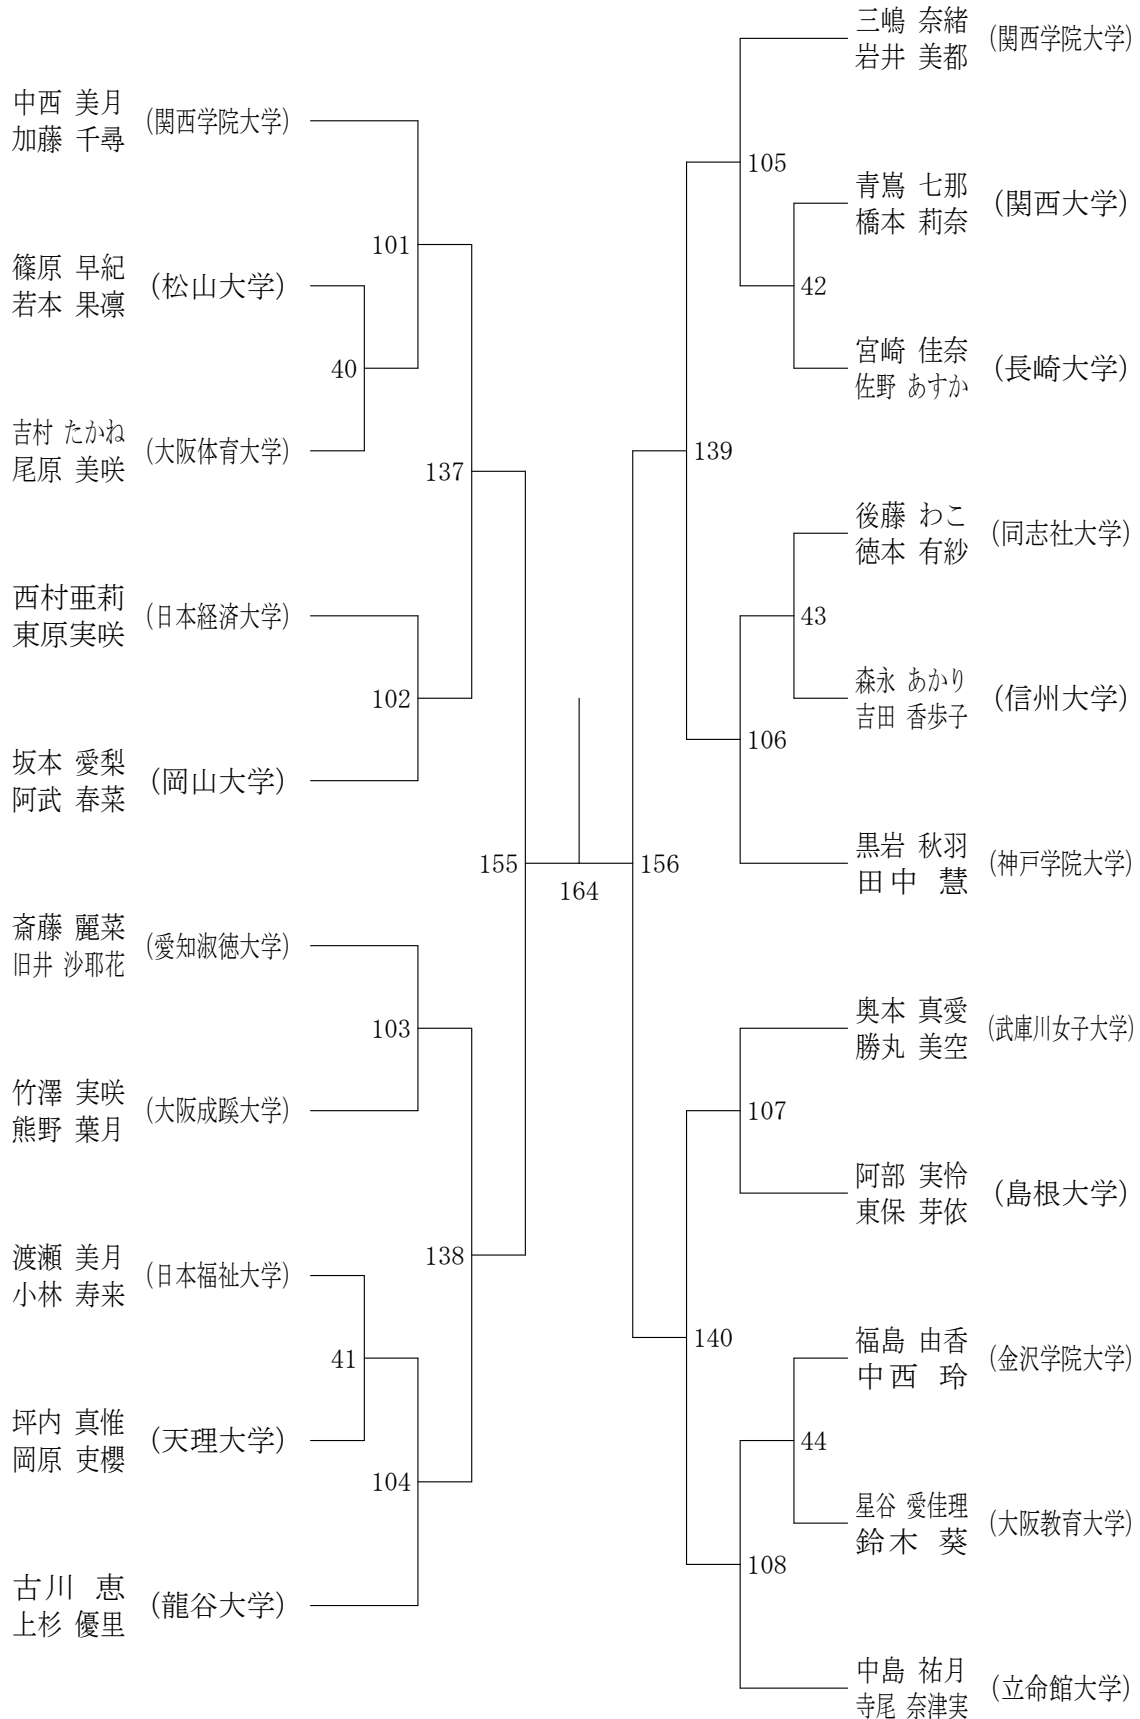 中西 美月
加藤 千尋
(関西学院大学)
101
篠原 早紀
若本 果凛
(松山大学)
40
吉村 たかね
尾原 美咲
(大阪体育大学)
137
西村亜莉
東原実咲
(日本経済大学)
102
坂本 愛梨
阿武 春菜
(岡山大学)
155
斎藤 麗菜
旧井 沙耶花
(愛知淑徳大学)
103
竹澤 実咲
熊野 葉月
(大阪成蹊大学)
138
渡瀬 美月
小林 寿来
(日本福祉大学)
41
坪内 真惟
岡原 吏櫻
(天理大学)
104
古川 恵
上杉 優里
(龍谷大学)
164
三嶋 奈緒
岩井 美都
(関西学院大学)
105
青嶌 七那
橋本 莉奈
(関西大学)
42
宮崎 佳奈
佐野 あすか
(長崎大学)
139
後藤 わこ
徳本 有紗
(同志社大学)
43
森永 あかり
吉田 香歩子
(信州大学)
106
黒岩 秋羽
田中 慧
(神戸学院大学)
156
奥本 真愛
勝丸 美空
(武庫川女子大学)
107
阿部 実怜
東保 芽依
(島根大学)
140
福島 由香
中西 玲
(金沢学院大学)
44
星谷 愛佳理
鈴木 葵
(大阪教育大学)
108
中島 祐月
寺尾 奈津実
(立命館大学)